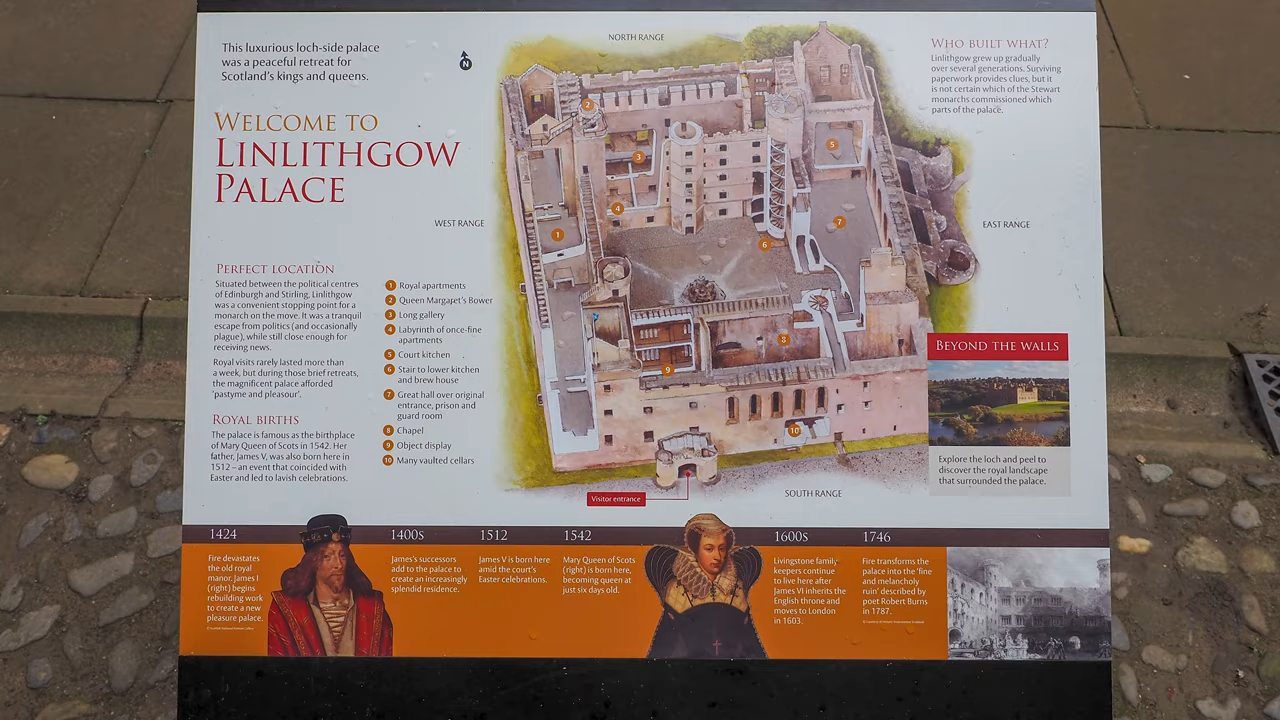 This luxurious loch-side palace
was a peaceful retreat for
Scotland's kings and queens.
N
WELCOME TO
LINLITHGOW
PALACE
PERFECT LOCATION
Situated between the political centres
of Edinburgh and Stirling, Linlithgow
was a convenient stopping point for a
monarch on the move. It was a tranquil
escape from politics (and occasionally
plague), while still close enough for
receiving news.
Royal visits rarely lasted more than
a week, but during those brief retreats,
the magnificent palace afforded
'pastyme and pleasour'.
ROYAL BIRTHS
The palace is famous as the birthplace
of Mary Queen of Scots in 1542. Her
father, James V, was also born here in
1512 – an event that coincided with
Easter and led to lavish celebrations.
1 Royal apartments
2 Queen Margaret's Bower
3 Long gallery
4 Labyrinth of once-fine
apartments
5 Court kitchen
6 Stair to lower kitchen
and brew house
7 Great hall over original
entrance, prison and
guard room
8 Chapel
9 Object display
10 Many vaulted cellars
NORTH RANGE
WEST RANGE
EAST RANGE
SOUTH RANGE
1
2
3
4
5
6
7
8
9
10
Visitor entrance
WHO BUILT WHAT?
Linlithgow grew up gradually
over several generations. Surviving
paperwork provides clues, but it
is not certain which of the Stewart
monarchs commissioned which
parts of the palace.
BEYOND THE WALLS
Explore the loch and peel to
discover the royal landscape
that surrounded the palace.
1424
Fire devastates
the old royal
manor. James I
(right) begins
rebuilding work
to create a new
pleasure palace.
1400s
James's successors
add to the palace to
create an increasingly
splendid residence.
1512
James V is born here
amid the court's
Easter celebrations.
1542
Mary Queen of Scots
(right) is born here,
becoming queen at
just six days old.
1600s
Livingstone family
keepers continue
to live here after
James VI inherits the
English throne and
moves to London
in 1603.
1746
Fire transforms the
palace into the 'fine
and melancholy
ruin' described by
poet Robert Burns
in 1787.